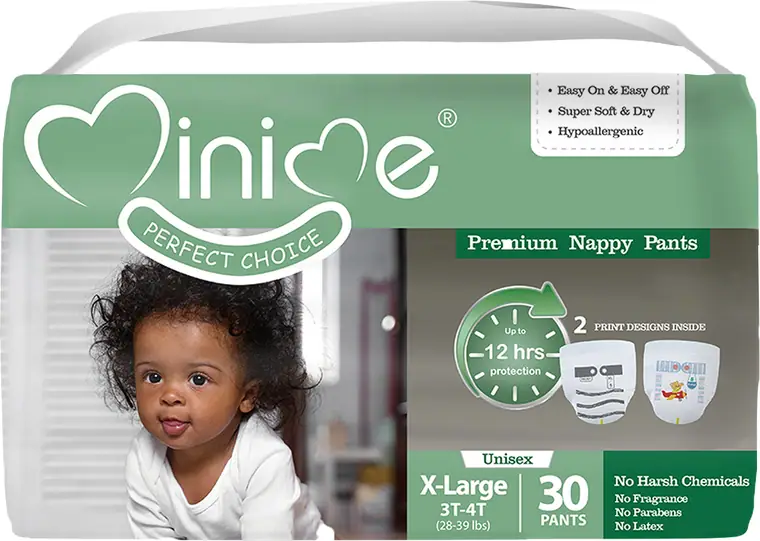 • Easy On & Easy Off
• Super Soft & Dry
• Hypoallergenic
Minime®
PERFECT CHOICE
Premium Nappy Pants
Up to
12 hrs
protection
2 PRINT DESIGNS INSIDE
Unisex
X-Large
3T-4T
(28-39 lbs)
30
PANTS
No Harsh Chemicals
No Fragrance
No Parabens
No Latex